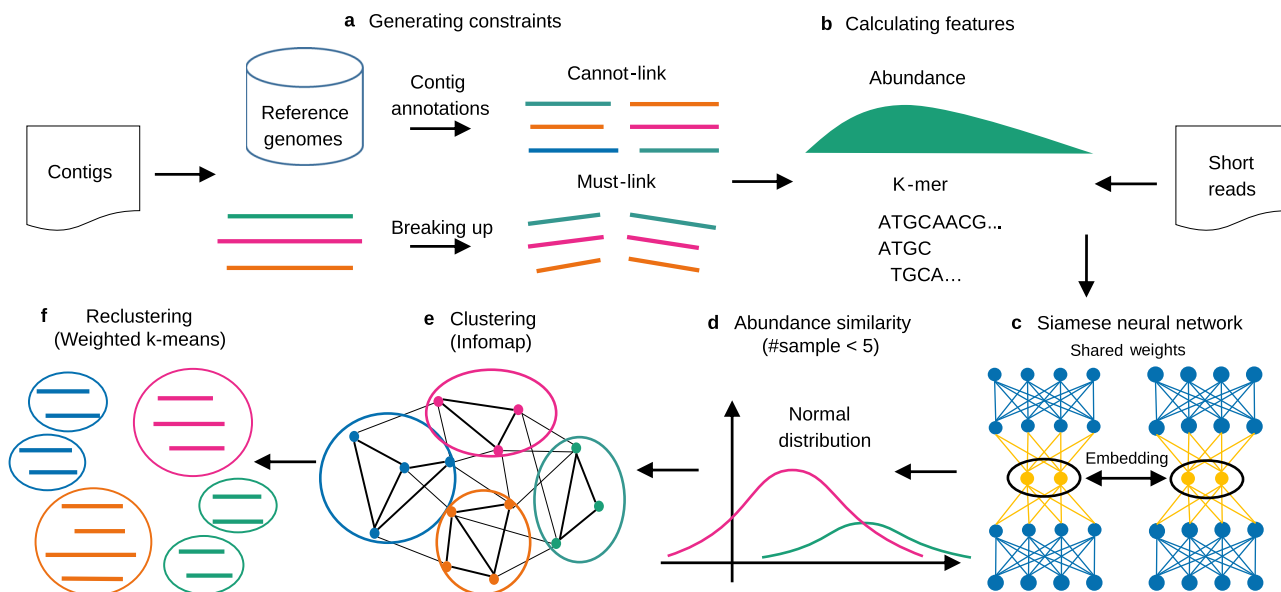 a Generating constraints
b Calculating features
Contigs
Reference
genomes
Contig
annotations
Cannot-link
Breaking up
Must-link
Abundance
K-mer
ATGCAACG...
ATGC
TGCA...
Short
reads
c Siamese neural network
Shared weights
Embedding
d Abundance similarity
(#sample < 5)
Normal
distribution
e Clustering
(Infomap)
f Reclustering
(Weighted k-means)